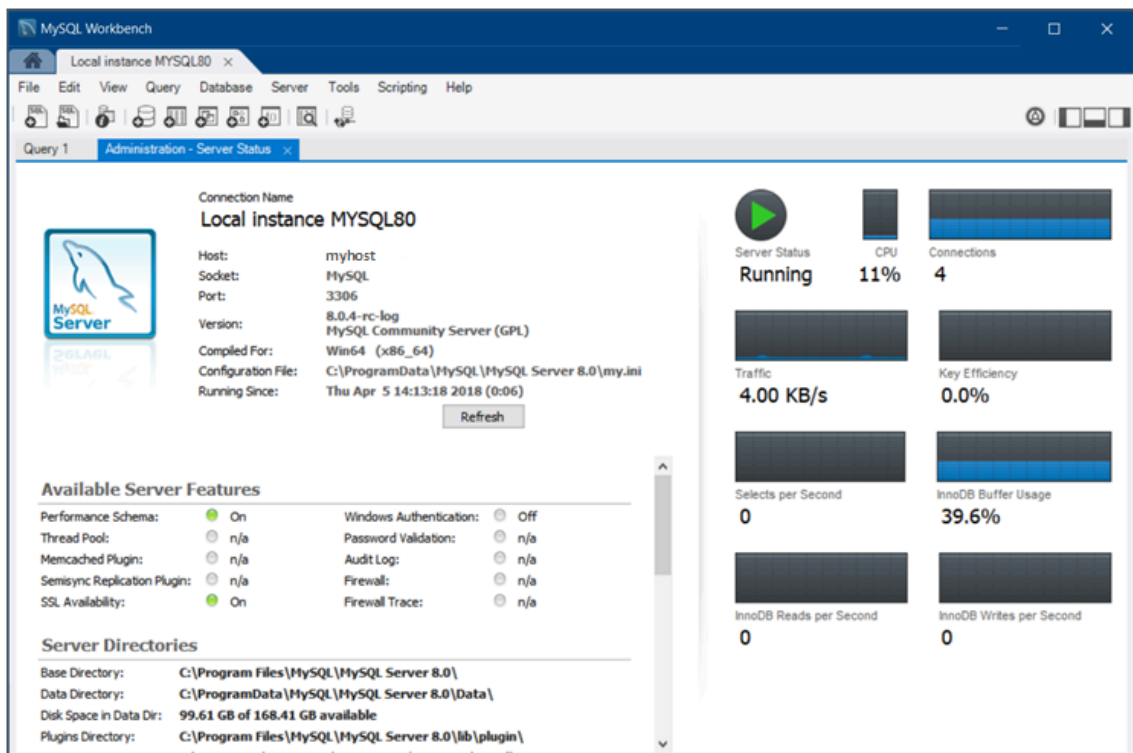 MySQL Workbench
Local instance MYSQL80
File Edit View Query Database Server Tools Scripting Help
Query 1 Administration - Server Status
Connection Name
Local instance MYSQL80
MySQL
Server
Host: myhost
Socket: MySQL
Port: 3306
Version: 8.0.4-rc-log
MySQL Community Server (GPL)
Compiled For: Win64 (x86_64)
Configuration File: C:\ProgramData\MySQL\MySQL Server 8.0\my.ini
Running Since: Thu Apr 5 14:13:18 2018 (0:06)
Refresh
Available Server Features
Performance Schema: On Windows Authentication: Off
Thread Pool: n/a Password Validation: n/a
Memcached Plugin: n/a Audit Log: n/a
Semisync Replication Plugin: n/a Firewall: n/a
SSL Availability: On Firewall Trace: n/a
Server Directories
Base Directory: C:\Program Files\MySQL\MySQL Server 8.0\
Data Directory: C:\ProgramData\MySQL\MySQL Server 8.0\Data\
Disk Space in Data Dir: 99.61 GB of 168.41 GB available
Plugins Directory: C:\Program Files\MySQL\MySQL Server 8.0\lib\plugin\
Server Status CPU Connections
Running 11% 4
Traffic Key Efficiency
4.00 KB/s 0.0%
Selects per Second InnoDB Buffer Usage
0 39.6%
InnoDB Reads per Second InnoDB Writes per Second
0 0